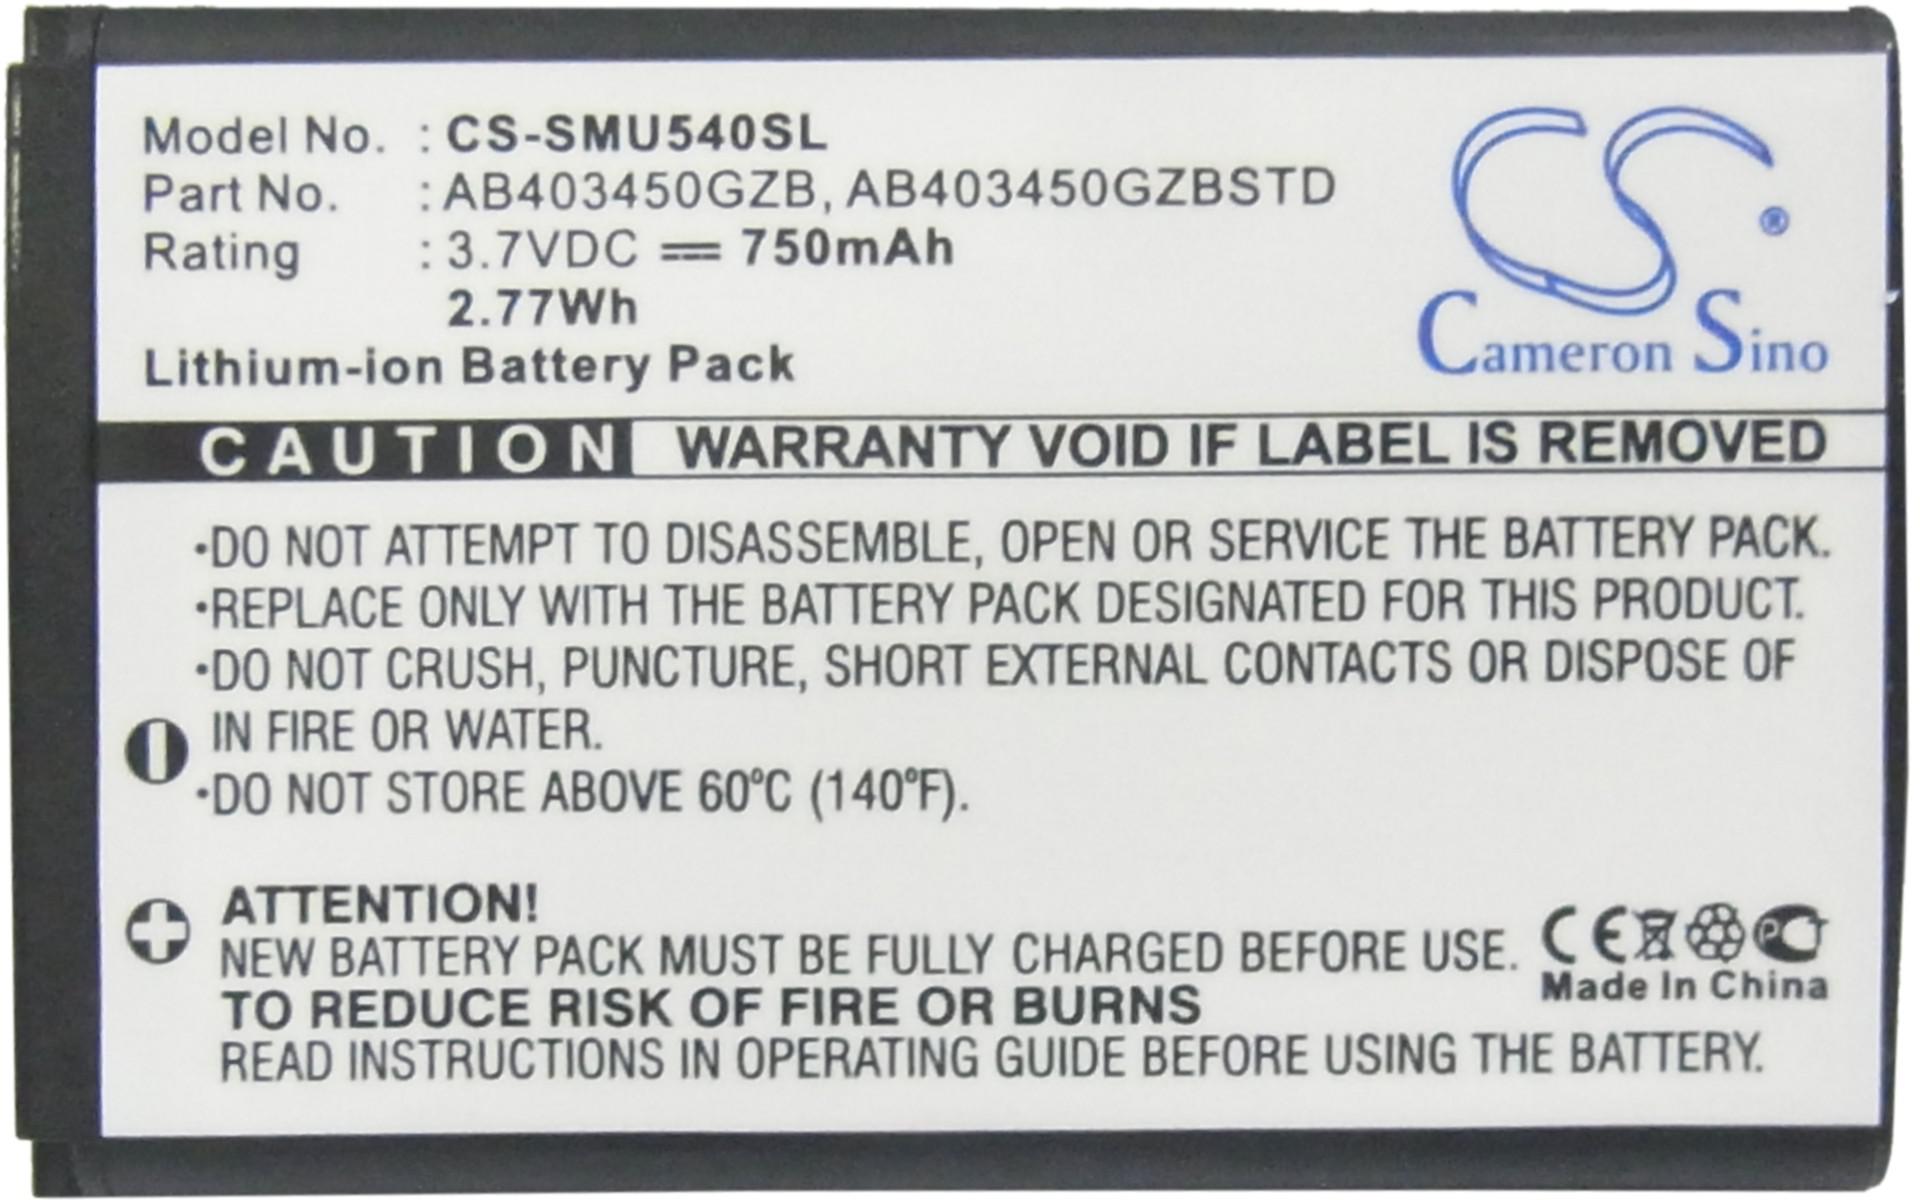 Model No. : CS-SMU540SL
Part No. : AB403450GZB, AB403450GZBSTD
Rating : 3.7VDC ⎓ 750mAh
2.77Wh
Lithium-ion Battery Pack
CS ®
Cameron Sino
CAUTION WARRANTY VOID IF LABEL IS REMOVED
•DO NOT ATTEMPT TO DISASSEMBLE, OPEN OR SERVICE THE BATTERY PACK.
•REPLACE ONLY WITH THE BATTERY PACK DESIGNATED FOR THIS PRODUCT.
•DO NOT CRUSH, PUNCTURE, SHORT EXTERNAL CONTACTS OR DISPOSE OF
IN FIRE OR WATER.
•DO NOT STORE ABOVE 60°C (140°F).
ATTENTION!
NEW BATTERY PACK MUST BE FULLY CHARGED BEFORE USE.
TO REDUCE RISK OF FIRE OR BURNS
READ INSTRUCTIONS IN OPERATING GUIDE BEFORE USING THE BATTERY.
CE PCT
Made In China